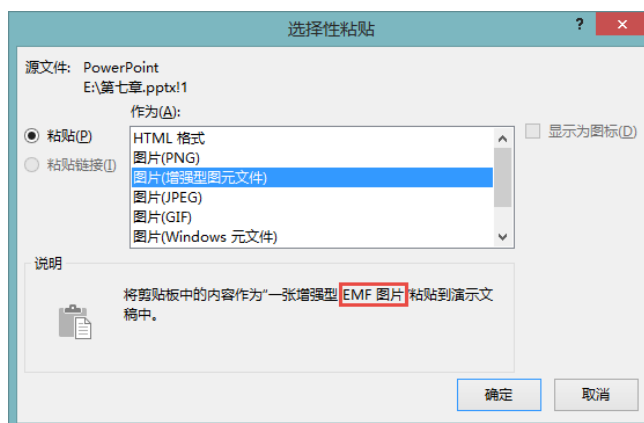 选择性粘贴
? ×
源文件: PowerPoint
E:\第七章.pptx!1
作为(A):
粘贴(P)
粘贴链接(I)
HTML 格式
图片(PNG)
图片(增强型图元文件)
图片(JPEG)
图片(GIF)
图片(Windows 元文件)
显示为图标(D)
说明
将剪贴板中的内容作为"一张增强型 EMF 图片"粘贴到演示文
稿中。
确定
取消